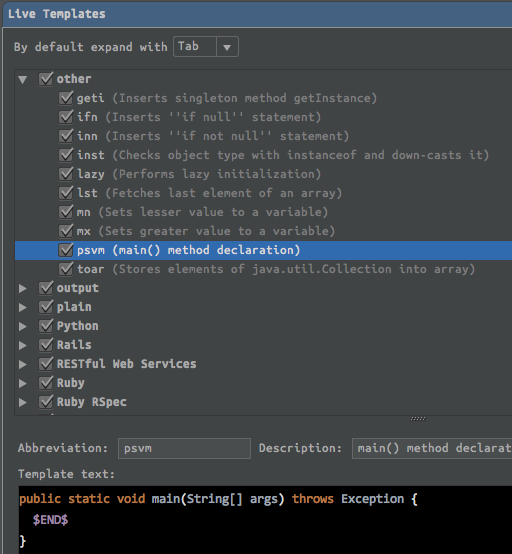 Live Templates
By default expand with Tab
other
geti (Inserts singleton method getInstance)
ifn (Inserts ''if null'' statement)
inn (Inserts ''if not null'' statement)
inst (Checks object type with instanceof and down-casts it)
lazy (Performs lazy initialization)
lst (Fetches last element of an array)
mn (Sets lesser value to a variable)
mx (Sets greater value to a variable)
psvm (main() method declaration)
toar (Stores elements of java.util.Collection into array)
output
plain
Python
Rails
RESTful Web Services
Ruby
Ruby RSpec
Abbreviation: psvm Description: main() method declarat
Template text:
public static void main(String[] args) throws Exception {
$END$
}